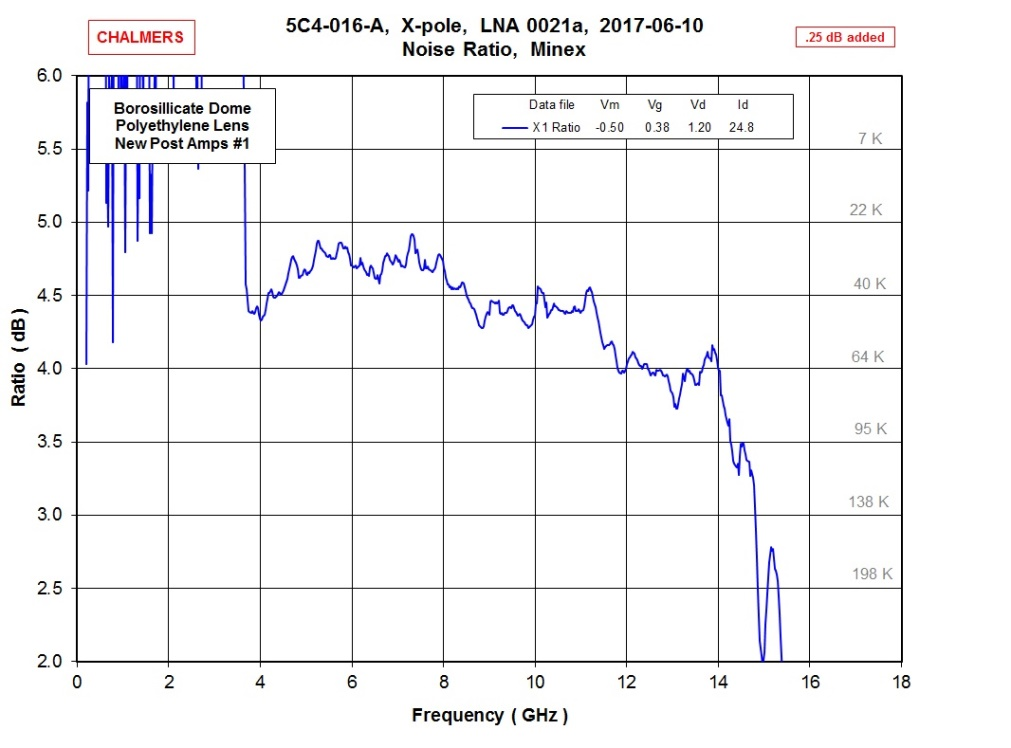 5C4-016-A, X-pole, LNA 0021a, 2017-06-10
Noise Ratio, Minex
CHALMERS
.25 dB added
Borosillicate Dome
Polyethylene Lens
New Post Amps #1
Data file Vm Vg Vd Id
X1 Ratio -0.50 0.38 1.20 24.8
Ratio ( dB )
6.0
5.5
5.0
4.5
4.0
3.5
3.0
2.5
2.0
7 K
22 K
40 K
64 K
95 K
138 K
198 K
0 2 4 6 8 10 12 14 16 18
Frequency ( GHz )